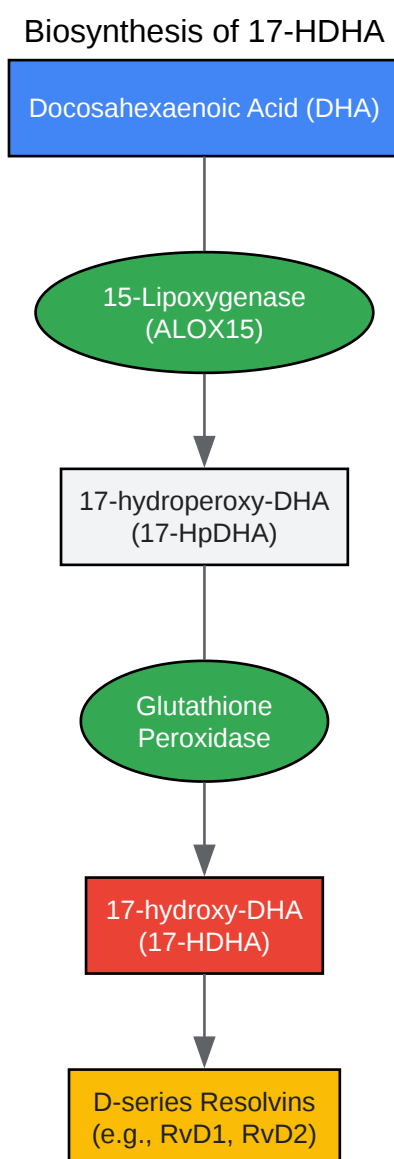 Biosynthesis of 17-HDHA
Docosahexaenoic Acid (DHA)
15-Lipoxygenase
(ALOX15)
17-hydroperoxy-DHA
(17-HpDHA)
Glutathione
Peroxidase
17-hydroxy-DHA
(17-HDHA)
D-series Resolvins
(e.g., RvD1, RvD2)